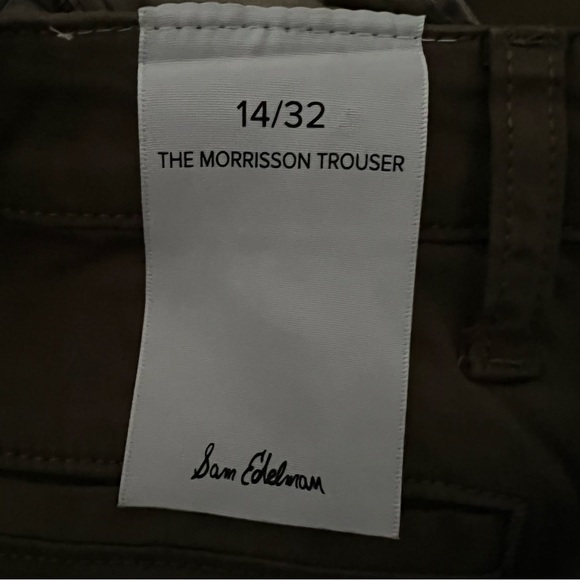 14/32
THE MORRISSON TROUSER
Sam Edelman